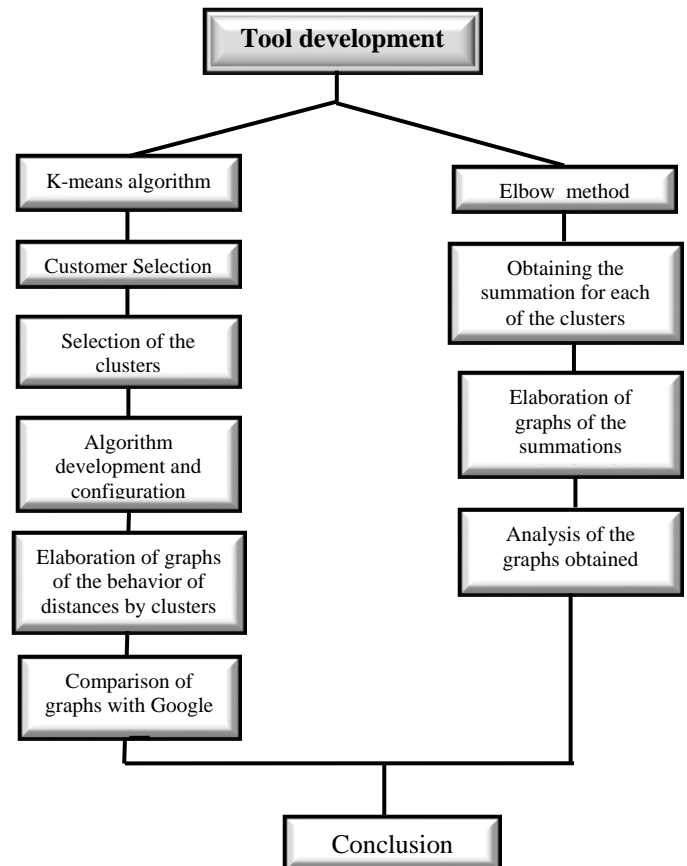 Tool development
K-means algorithm
Customer Selection
Selection of the
clusters
Algorithm
development and
configuration
Elaboration of graphs
of the behavior of
distances by clusters
Comparison of
graphs with Google
Elbow method
Obtaining the
summation for each
of the clusters
Elaboration of
graphs of the
summations
Analysis of the
graphs obtained
Conclusion